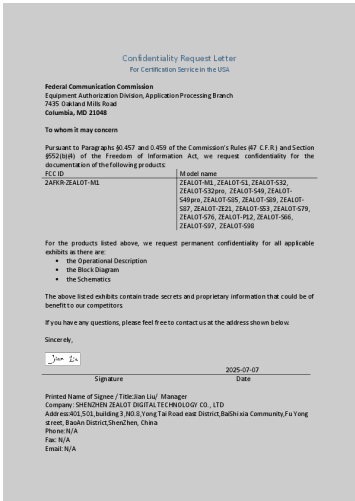 Confidentiality Request Letter
For Certification Service in the USA
Federal Communication Commission
Equipment Authorization Division, Application Processing Branch
7435 Oakland Mills Road
Columbia, MD 21048
To whom it may concern
Pursuant to Paragraphs §0.457 and 0.459 of the Commission's Rules (47 C.F.R.) and Section
§552(b)(4) of the Freedom of Information Act, we request confidentiality for the
documentation of the following products:
FCC ID Model name
2AFKR-ZEALOT-M1 ZEALOT-M1, ZEALOT-S1, ZEALOT-S32,
ZEALOT-S32pro, ZEALOT-S49, ZEALOT-
S49pro, ZEALOT-S85, ZEALOT-S89, ZEALOT-
S87, ZEALOT-ZE21, ZEALOT-S53, ZEALOT-S79,
ZEALOT-S76, ZEALOT-P12, ZEALOT-S66,
ZEALOT-S97, ZEALOT-S98
For the products listed above, we request permanent confidentiality for all applicable
exhibits as there are:
• the Operational Description
• the Block Diagram
• the Schematics
The above listed exhibits contain trade secrets and proprietary information that could be of
benefit to our competitors
If you have any questions, please feel free to contact us at the address shown below.
Sincerely,
Jian Liu
2025-07-07
Signature Date
Printed Name of Signee / Title:Jian Liu/ Manager
Company: SHENZHEN ZEALOT DIGITAL TECHNOLOGY CO., LTD
Address:401,501,building3,NO.8,Yong Tai Road east District,BaiShixia Community,Fu Yong
street, BaoAn District,ShenZhen, China
Phone:N/A
Fax: N/A
Email: N/A